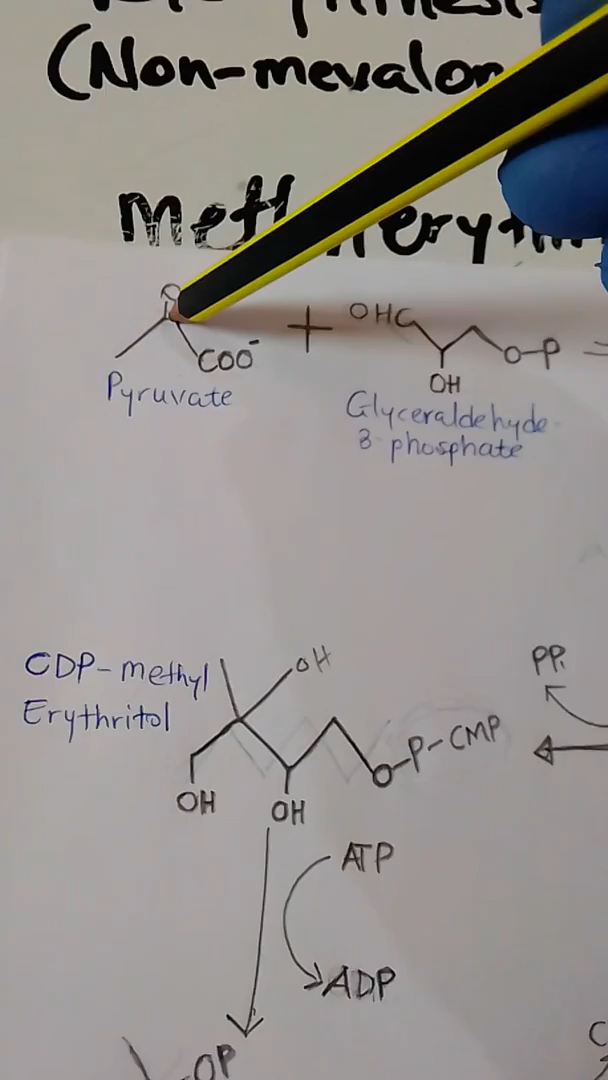 (Non-mevalon
O
COO⁻
+
OHC
OH
O-P
Pyruvate
Glyceraldehyde-
3-phosphate
CDP-methyl
Erythritol
OH
OH
OH
O-P-CMP
PPi
ATP
ADP
OP
C